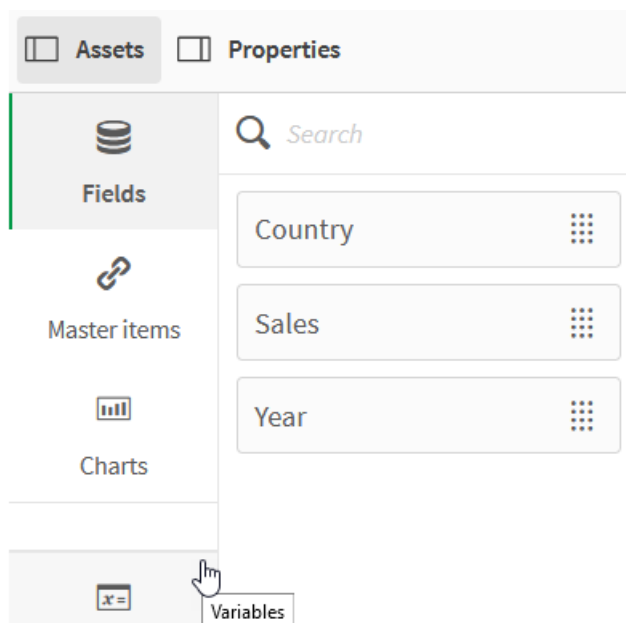 Assets Properties
Fields
Search
Country
Master items
Sales
Charts
Year
x=
Variables